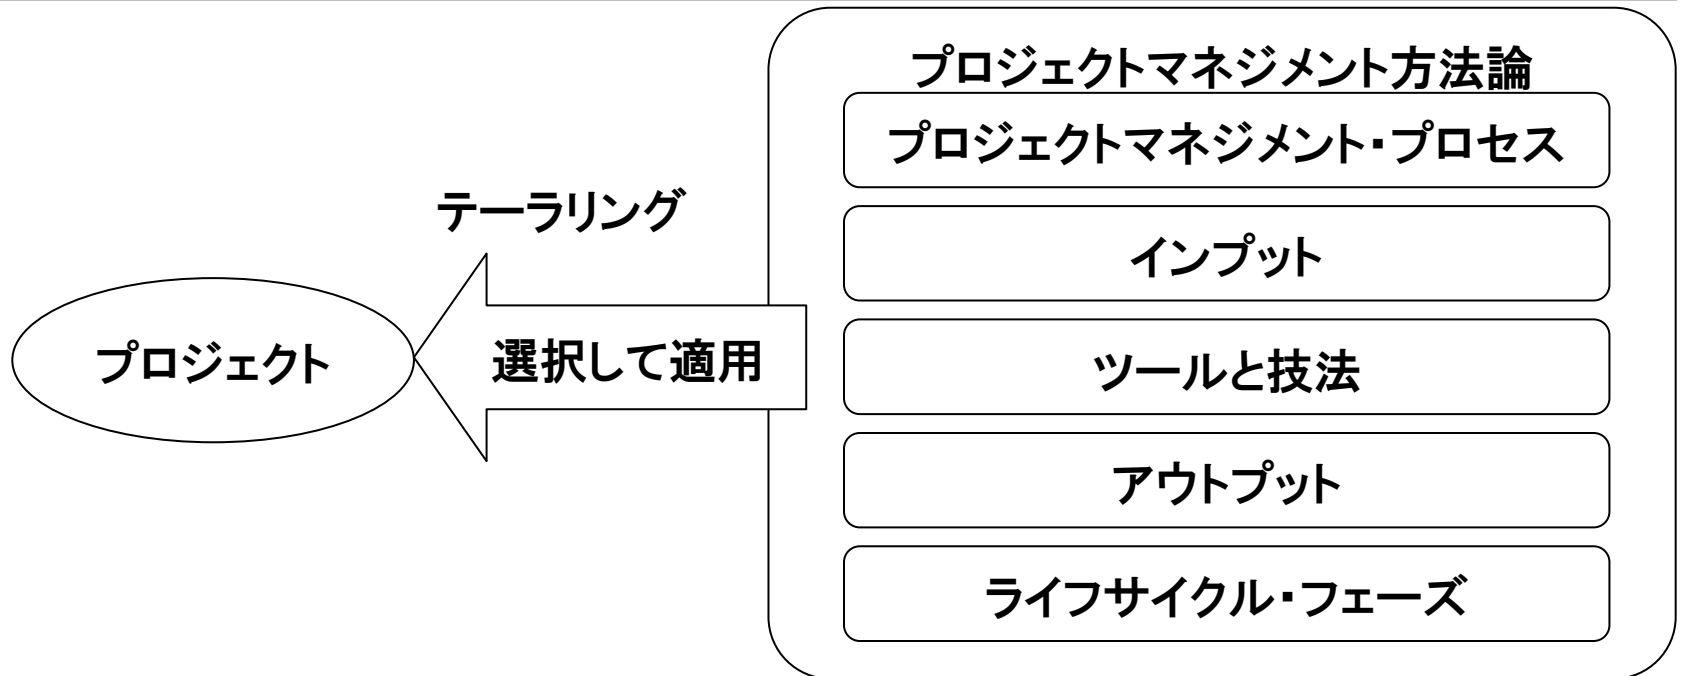 プロジェクトマネジメント方法論
プロジェクトマネジメント・プロセス
テーラリング
インプット
プロジェクト
選択して適用
ツールと技法
アウトプット
ライフサイクル・フェーズ